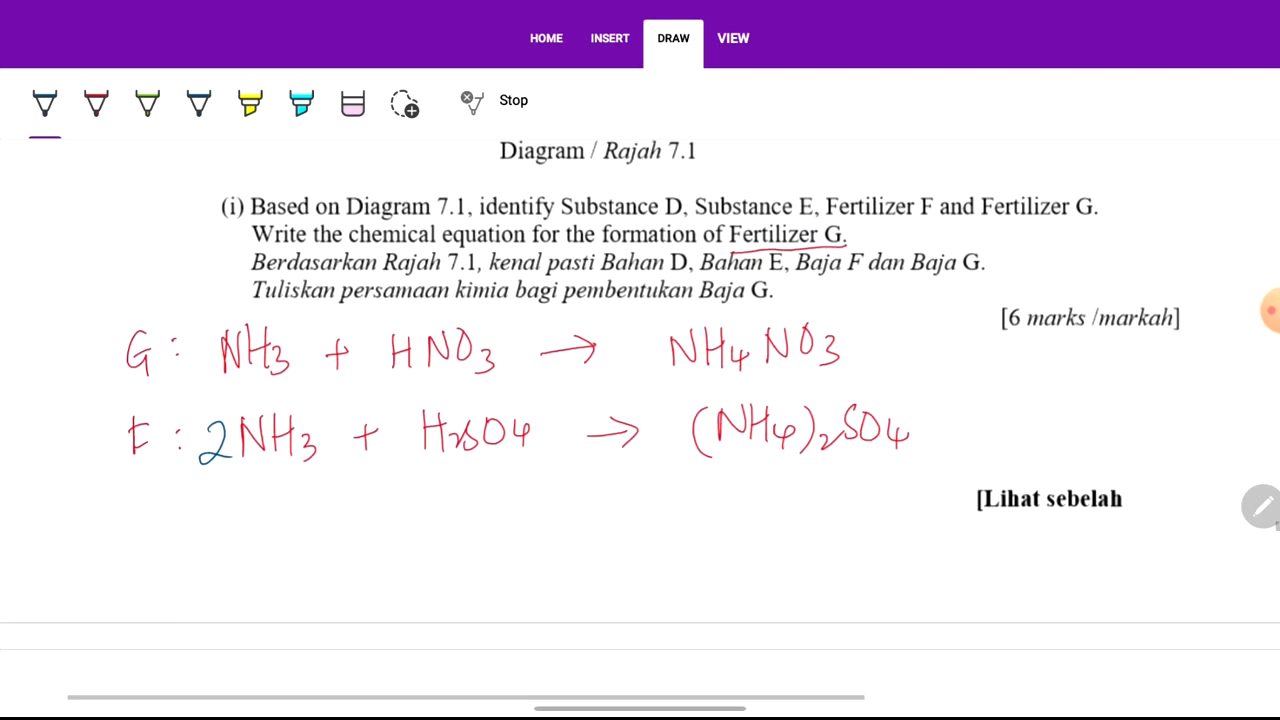 HOME INSERT DRAW VIEW
Stop
Diagram / Rajah 7.1
(i) Based on Diagram 7.1, identify Substance D, Substance E, Fertilizer F and Fertilizer G.
Write the chemical equation for the formation of Fertilizer G.
Berdasarkan Rajah 7.1, kenal pasti Bahan D, Bahan E, Baja F dan Baja G.
Tuliskan persamaan kimia bagi pembentukan Baja G.
[6 marks /markah]
G : NH3 + HNO3 → NH4NO3
F : 2NH3 + H2SO4 → (NH4)2SO4
[Lihat sebelah